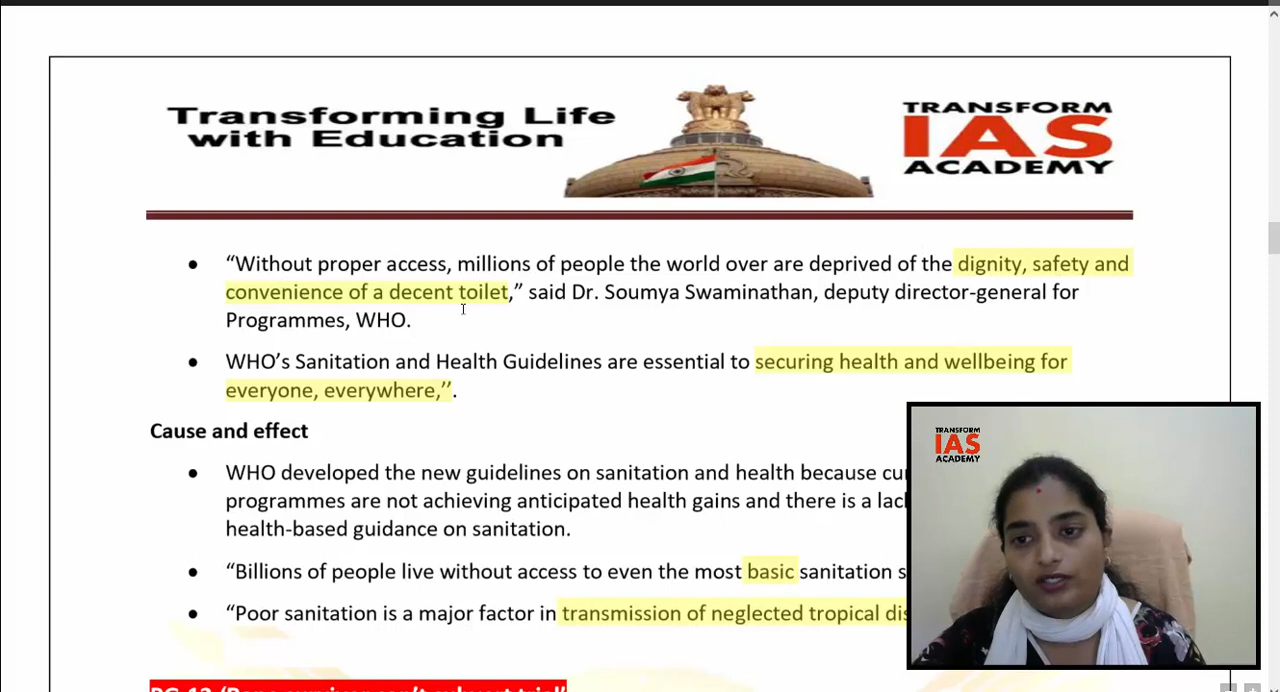 Transforming Life
with Education
TRANSFORM
IAS
ACADEMY
“Without proper access, millions of people the world over are deprived of the dignity, safety and
convenience of a decent toilet,” said Dr. Soumya Swaminathan, deputy director-general for
Programmes, WHO.
WHO’s Sanitation and Health Guidelines are essential to securing health and wellbeing for
everyone, everywhere,’’.
Cause and effect
WHO developed the new guidelines on sanitation and health because
programmes are not achieving anticipated health gains and there is a
health-based guidance on sanitation.
“Billions of people live without access to even the most basic sanitation
“Poor sanitation is a major factor in transmission of neglected tropical
TRANSFORM
IAS
ACADEMY